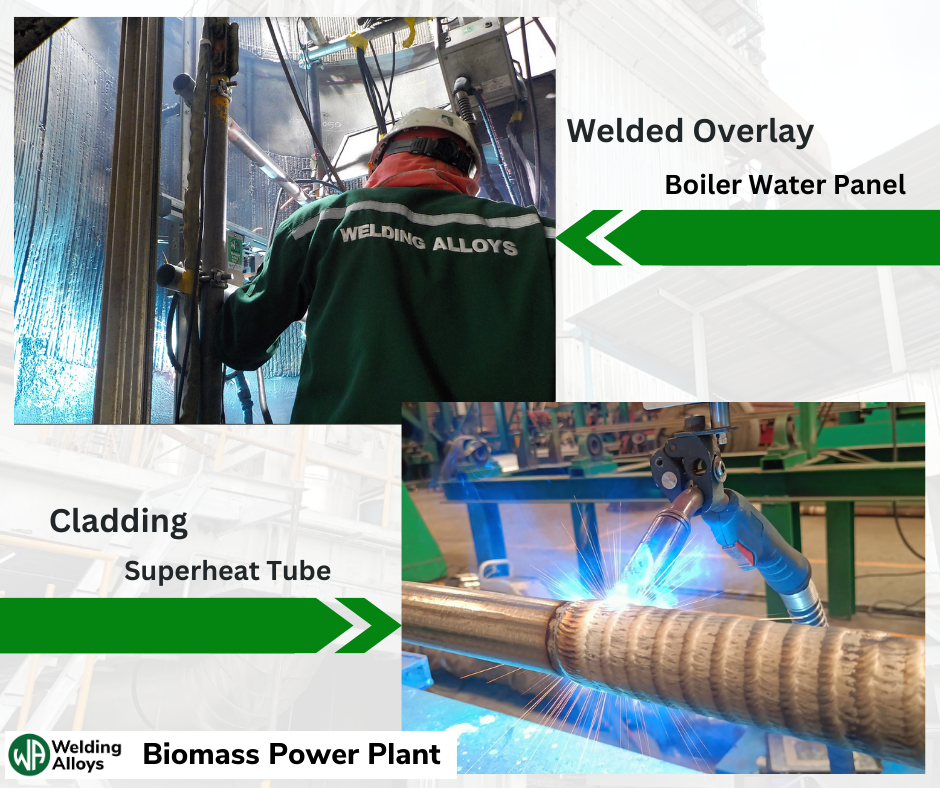 Welded Overlay
Boiler Water Panel
WELDING ALLOYS
Cladding
Superheat Tube
WA
Welding
Alloys
Biomass Power Plant